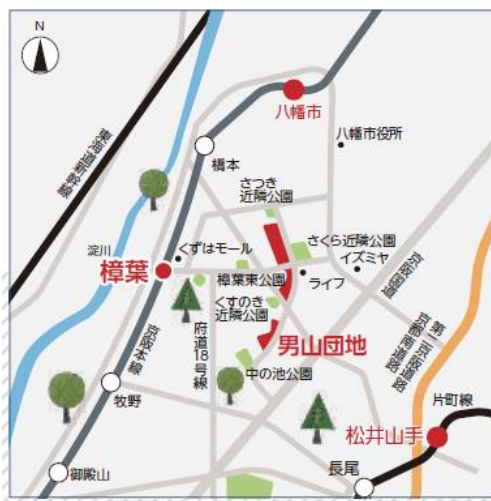 N
八幡市
八幡市役所
東海道新幹線
橋本
さつき
近隣公園
淀川
くずはモール
さくら近隣公園
イズミヤ
京阪国道
樟葉
樟葉東公園
ライフ
くすのき
近隣公園
男山団地
第二京阪道路
京都南道路
京阪本線
府道18号線
中の池公園
片町線
牧野
松井山手
御殿山
長尾